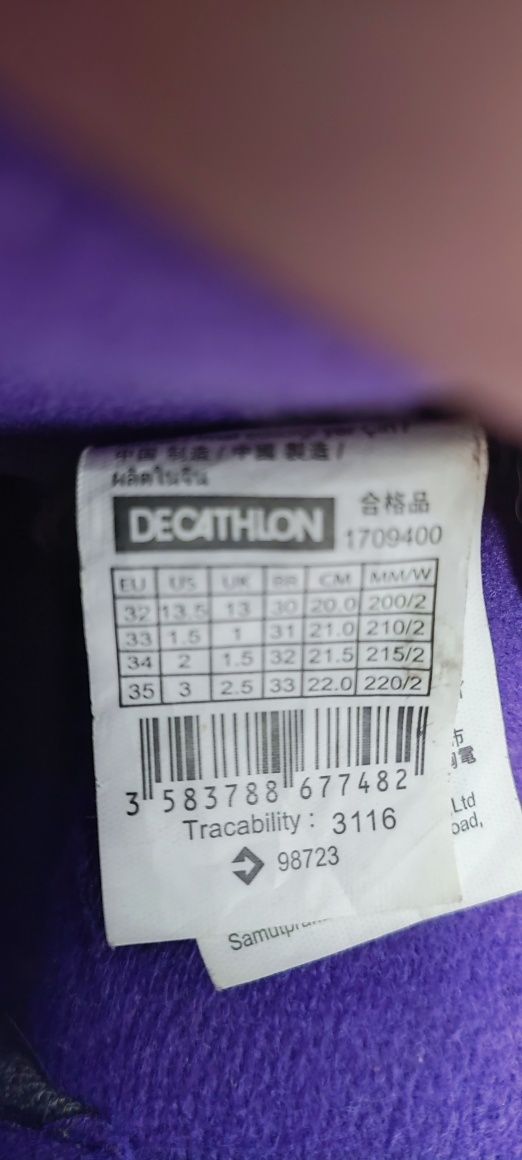 中国 制造 / 中國 製造 /
ผลิตในจีน
DECATHLON 合格品
1709400
EU US UK BR CM MM/W
32 13.5 13 30 20.0 200/2
33 1.5 1 31 21.0 210/2
34 2 1.5 32 21.5 215/2
35 3 2.5 33 22.0 220/2
3 583788 677482
Tracability : 3116
98723
市
電
Ltd
oad,